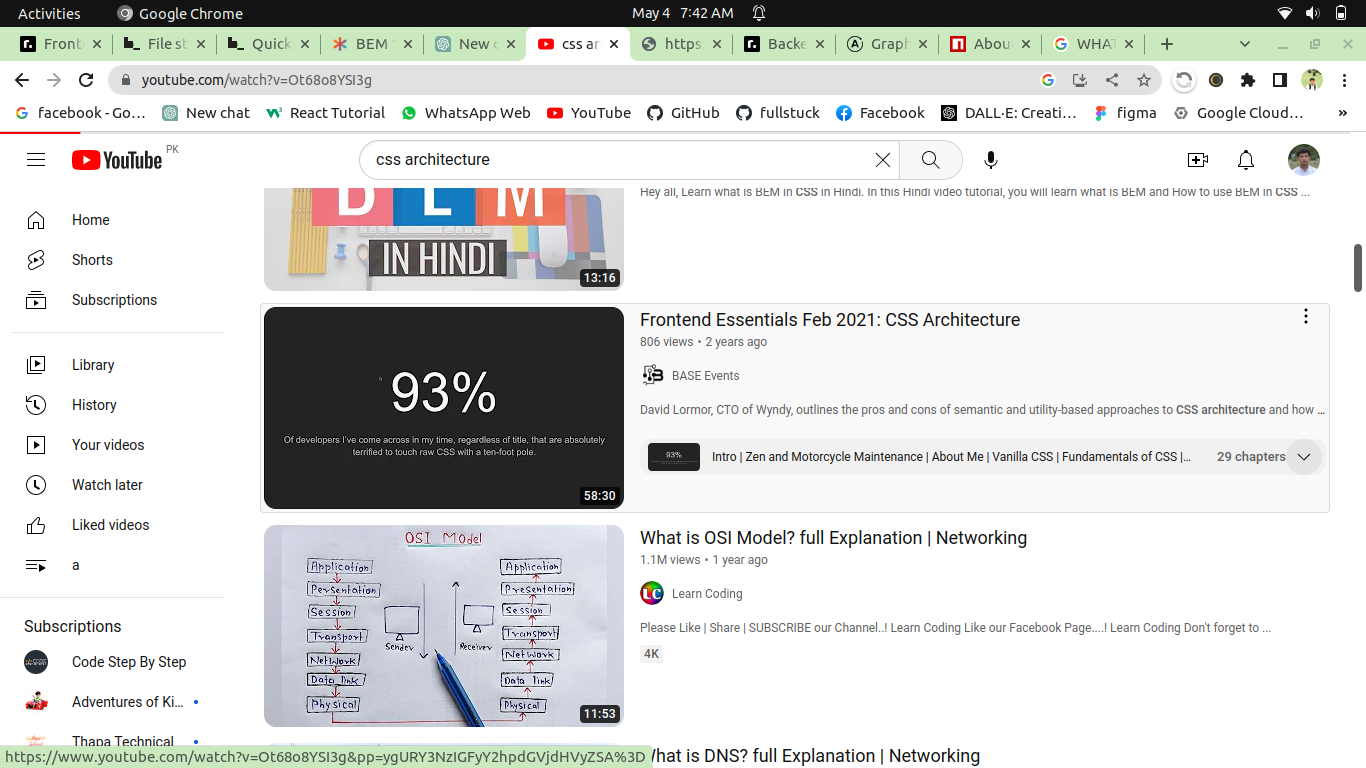 Activities
Google Chrome
May 4 7:42 AM
Front
File st
Quick
BEM
New c
css ar
https:
Backe
Graph
Abou
WHAT
youtube.com/watch?v=Ot68o8YSI3g
facebook - Go…
New chat
React Tutorial
WhatsApp Web
YouTube
GitHub
fullstuck
Facebook
DALL·E: Creati…
figma
Google Cloud…
»
YouTube PK
css architecture
Home
Shorts
Subscriptions
Library
History
Your videos
Watch later
Liked videos
a
Subscriptions
Code Step By Step
Adventures of Ki…
Thapa Technical
BEM
IN HINDI
13:16
Hey all, Learn what is BEM in CSS in Hindi. In this Hindi video tutorial, you will learn what is BEM and How to use BEM in CSS ...
93%
Of developers I've come across in my time, regardless of title, that are absolutely
terrified to touch raw CSS with a ten-foot pole.
58:30
Frontend Essentials Feb 2021: CSS Architecture
806 views • 2 years ago
BASE Events
David Lormor, CTO of Wyndy, outlines the pros and cons of semantic and utility-based approaches to CSS architecture and how ...
93%
Intro | Zen and Motorcycle Maintenance | About Me | Vanilla CSS | Fundamentals of CSS |...
29 chapters
OSI Model
Application
Persentation
Session
Transport
Network
Data link
Physical
Sender
Receiver
Application
Presentation
Session
Transport
Network
Data link
Physical
11:53
What is OSI Model? full Explanation | Networking
1.1M views • 1 year ago
LC
Learn Coding
Please Like | Share | SUBSCRIBE our Channel..! Learn Coding Like our Facebook Page....! Learn Coding Don't forget to ...
4K
What is DNS? full Explanation | Networking
https://www.youtube.com/watch?v=Ot68o8YSI3g&pp=ygURY3NzIGFyY2hpdGVjdHVyZSA%3D